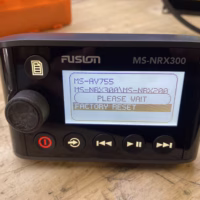 FUSION MS-NRX300
MS-AV755
MS-NRX300\MS-NRX200
PLEASE WAIT
FACTORY RESET